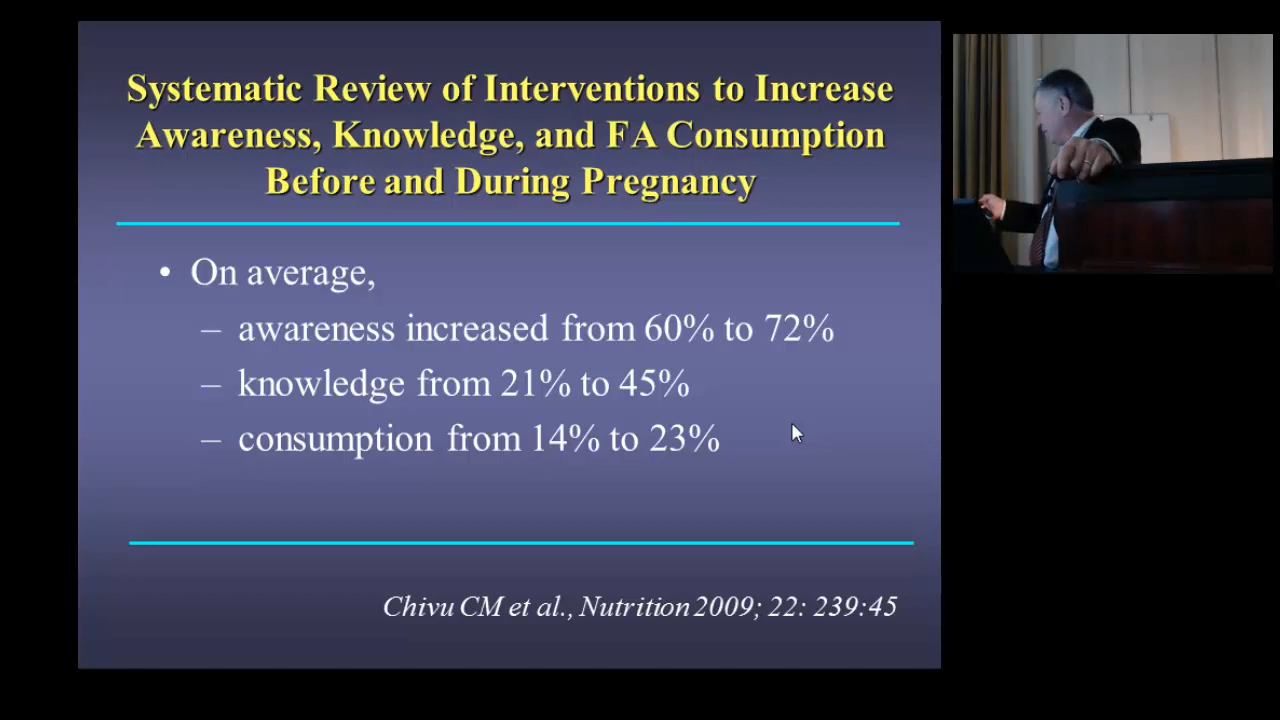 Systematic Review of Interventions to Increase
Awareness, Knowledge, and FA Consumption
Before and During Pregnancy
• On average,
– awareness increased from 60% to 72%
– knowledge from 21% to 45%
– consumption from 14% to 23%
Chivu CM et al., Nutrition 2009; 22: 239:45